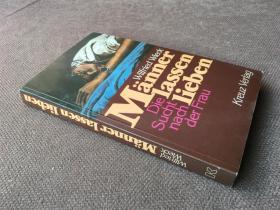 Wilfried Wieck
Männer
lassen
lieben
Die
Sucht
nach
der Frau
Kreuz Verlag
Wilfried
Wieck
Männer lassen lieben